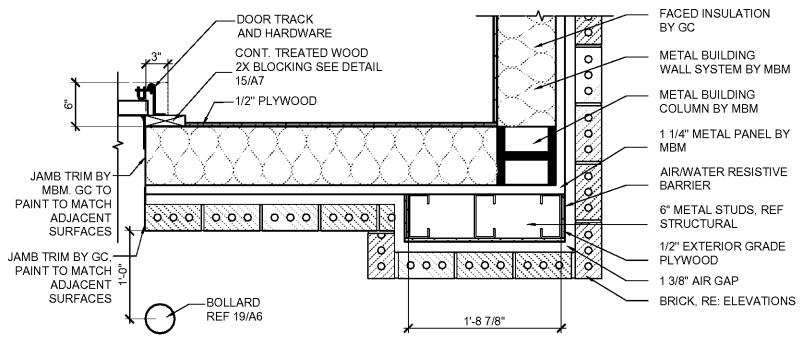 DOOR TRACK
AND HARDWARE
CONT. TREATED WOOD
2X BLOCKING SEE DETAIL
15/A7
1/2" PLYWOOD
3"
6"
JAMB TRIM BY
MBM. GC TO
PAINT TO MATCH
ADJACENT
SURFACES
JAMB TRIM BY GC,
PAINT TO MATCH
ADJACENT
SURFACES
1'-0"
BOLLARD
REF 19/A6
1'-8 7/8"
FACED INSULATION
BY GC
METAL BUILDING
WALL SYSTEM BY MBM
METAL BUILDING
COLUMN BY MBM
1 1/4" METAL PANEL BY
MBM
AIR/WATER RESISTIVE
BARRIER
6" METAL STUDS, REF
STRUCTURAL
1/2" EXTERIOR GRADE
PLYWOOD
1 3/8" AIR GAP
BRICK, RE: ELEVATIONS